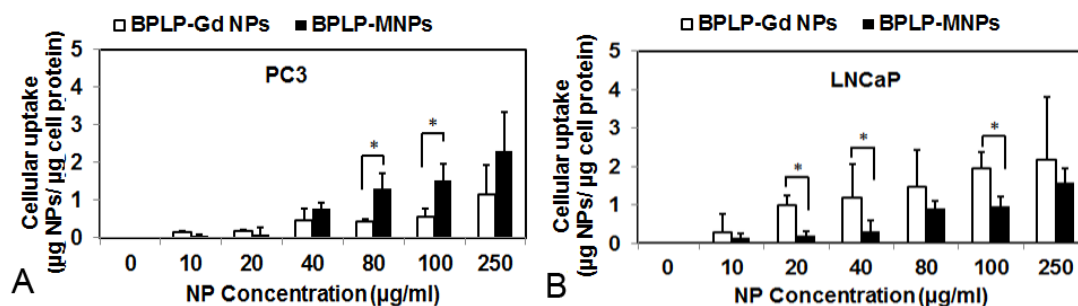 BPLP-Gd NPs BPLP-MNPs
PC3
Cellular uptake
(µg NPs/ µg cell protein)
5
4
3
2
1
0
* *
0 10 20 40 80 100 250
NP Concentration (µg/ml)
A
BPLP-Gd NPs BPLP-MNPs
LNCaP
Cellular uptake
(µg NPs/ µg cell protein)
5
4
3
2
1
0
* * *
0 10 20 40 80 100 250
NP Concentration (µg/ml)
B